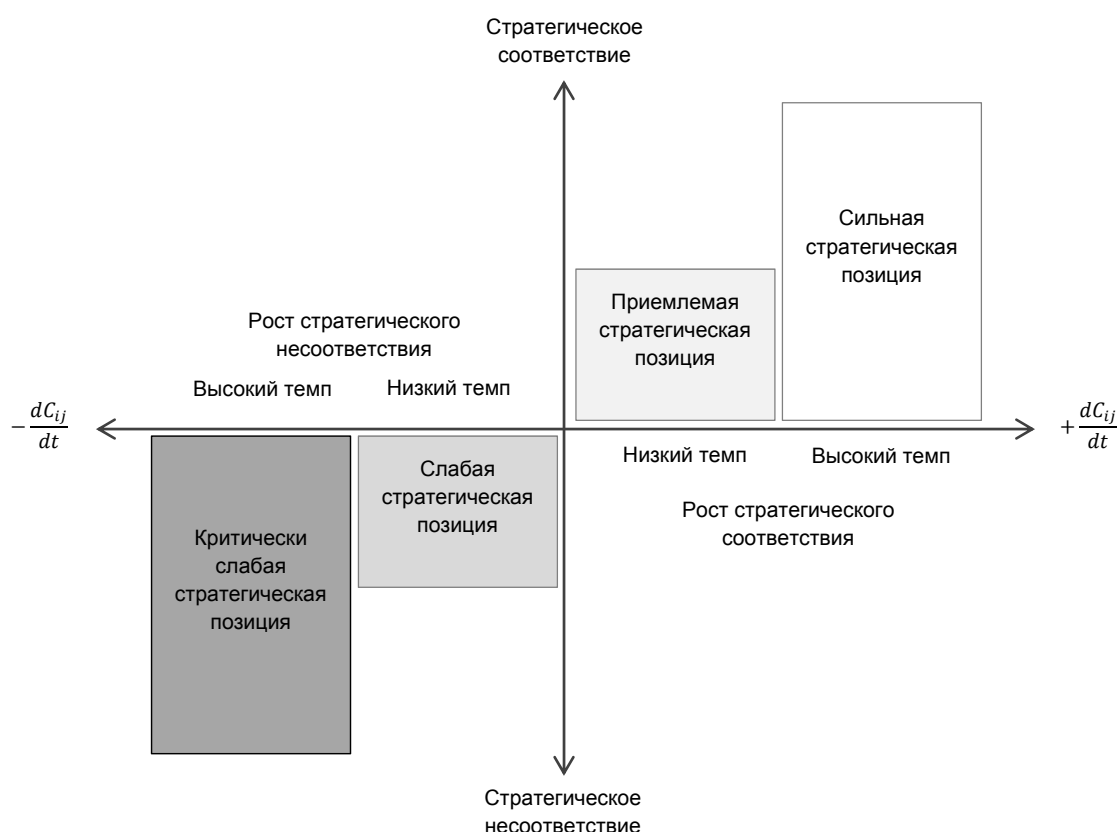 Стратегическое
соответствие
Сильная
стратегическая
позиция
Приемлемая
стратегическая
позиция
Рост стратегического
несоответствия
Высокий темп
Низкий темп
−dC_ij/dt
+dC_ij/dt
Низкий темп
Высокий темп
Рост стратегического
соответствия
Слабая
стратегическая
позиция
Критически
слабая
стратегическая
позиция
Стратегическое
несоответствие